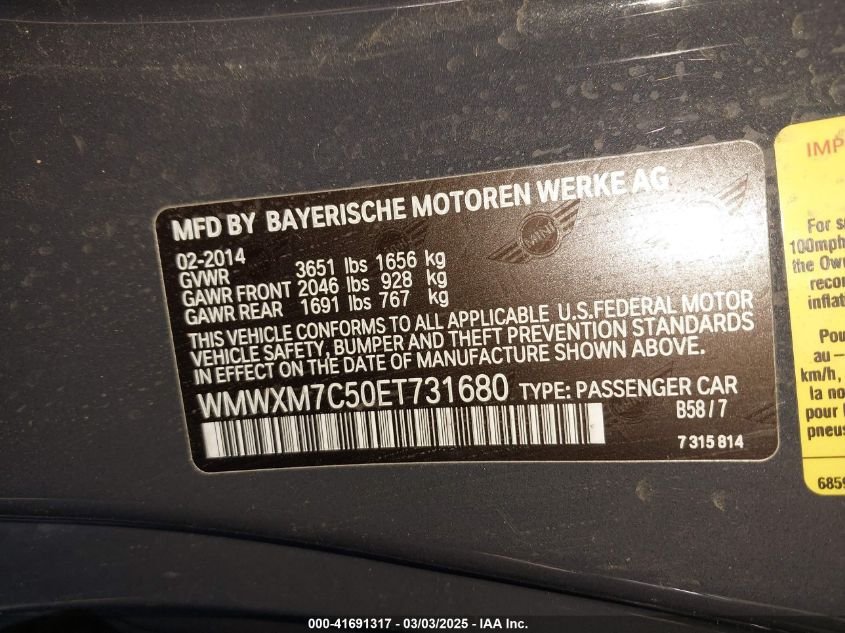 MFD BY BAYERISCHE MOTOREN WERKE AG
02-2014
GVWR 3651 lbs 1656 kg
GAWR FRONT 2046 lbs 928 kg
GAWR REAR 1691 lbs 767 kg
THIS VEHICLE CONFORMS TO ALL APPLICABLE U.S.FEDERAL MOTOR
VEHICLE SAFETY, BUMPER AND THEFT PREVENTION STANDARDS
IN EFFECT ON THE DATE OF MANUFACTURE SHOWN ABOVE.
WMWXM7C50ET731680 TYPE: PASSENGER CAR
B58/7
7 315 814
MINI
IMP
For s
100mph
the Own
recon
inflat
Pou
au –
km/h,
la no
pour l
pneus
6859
000-41691317 — 03/03/2025 — IAA Inc.